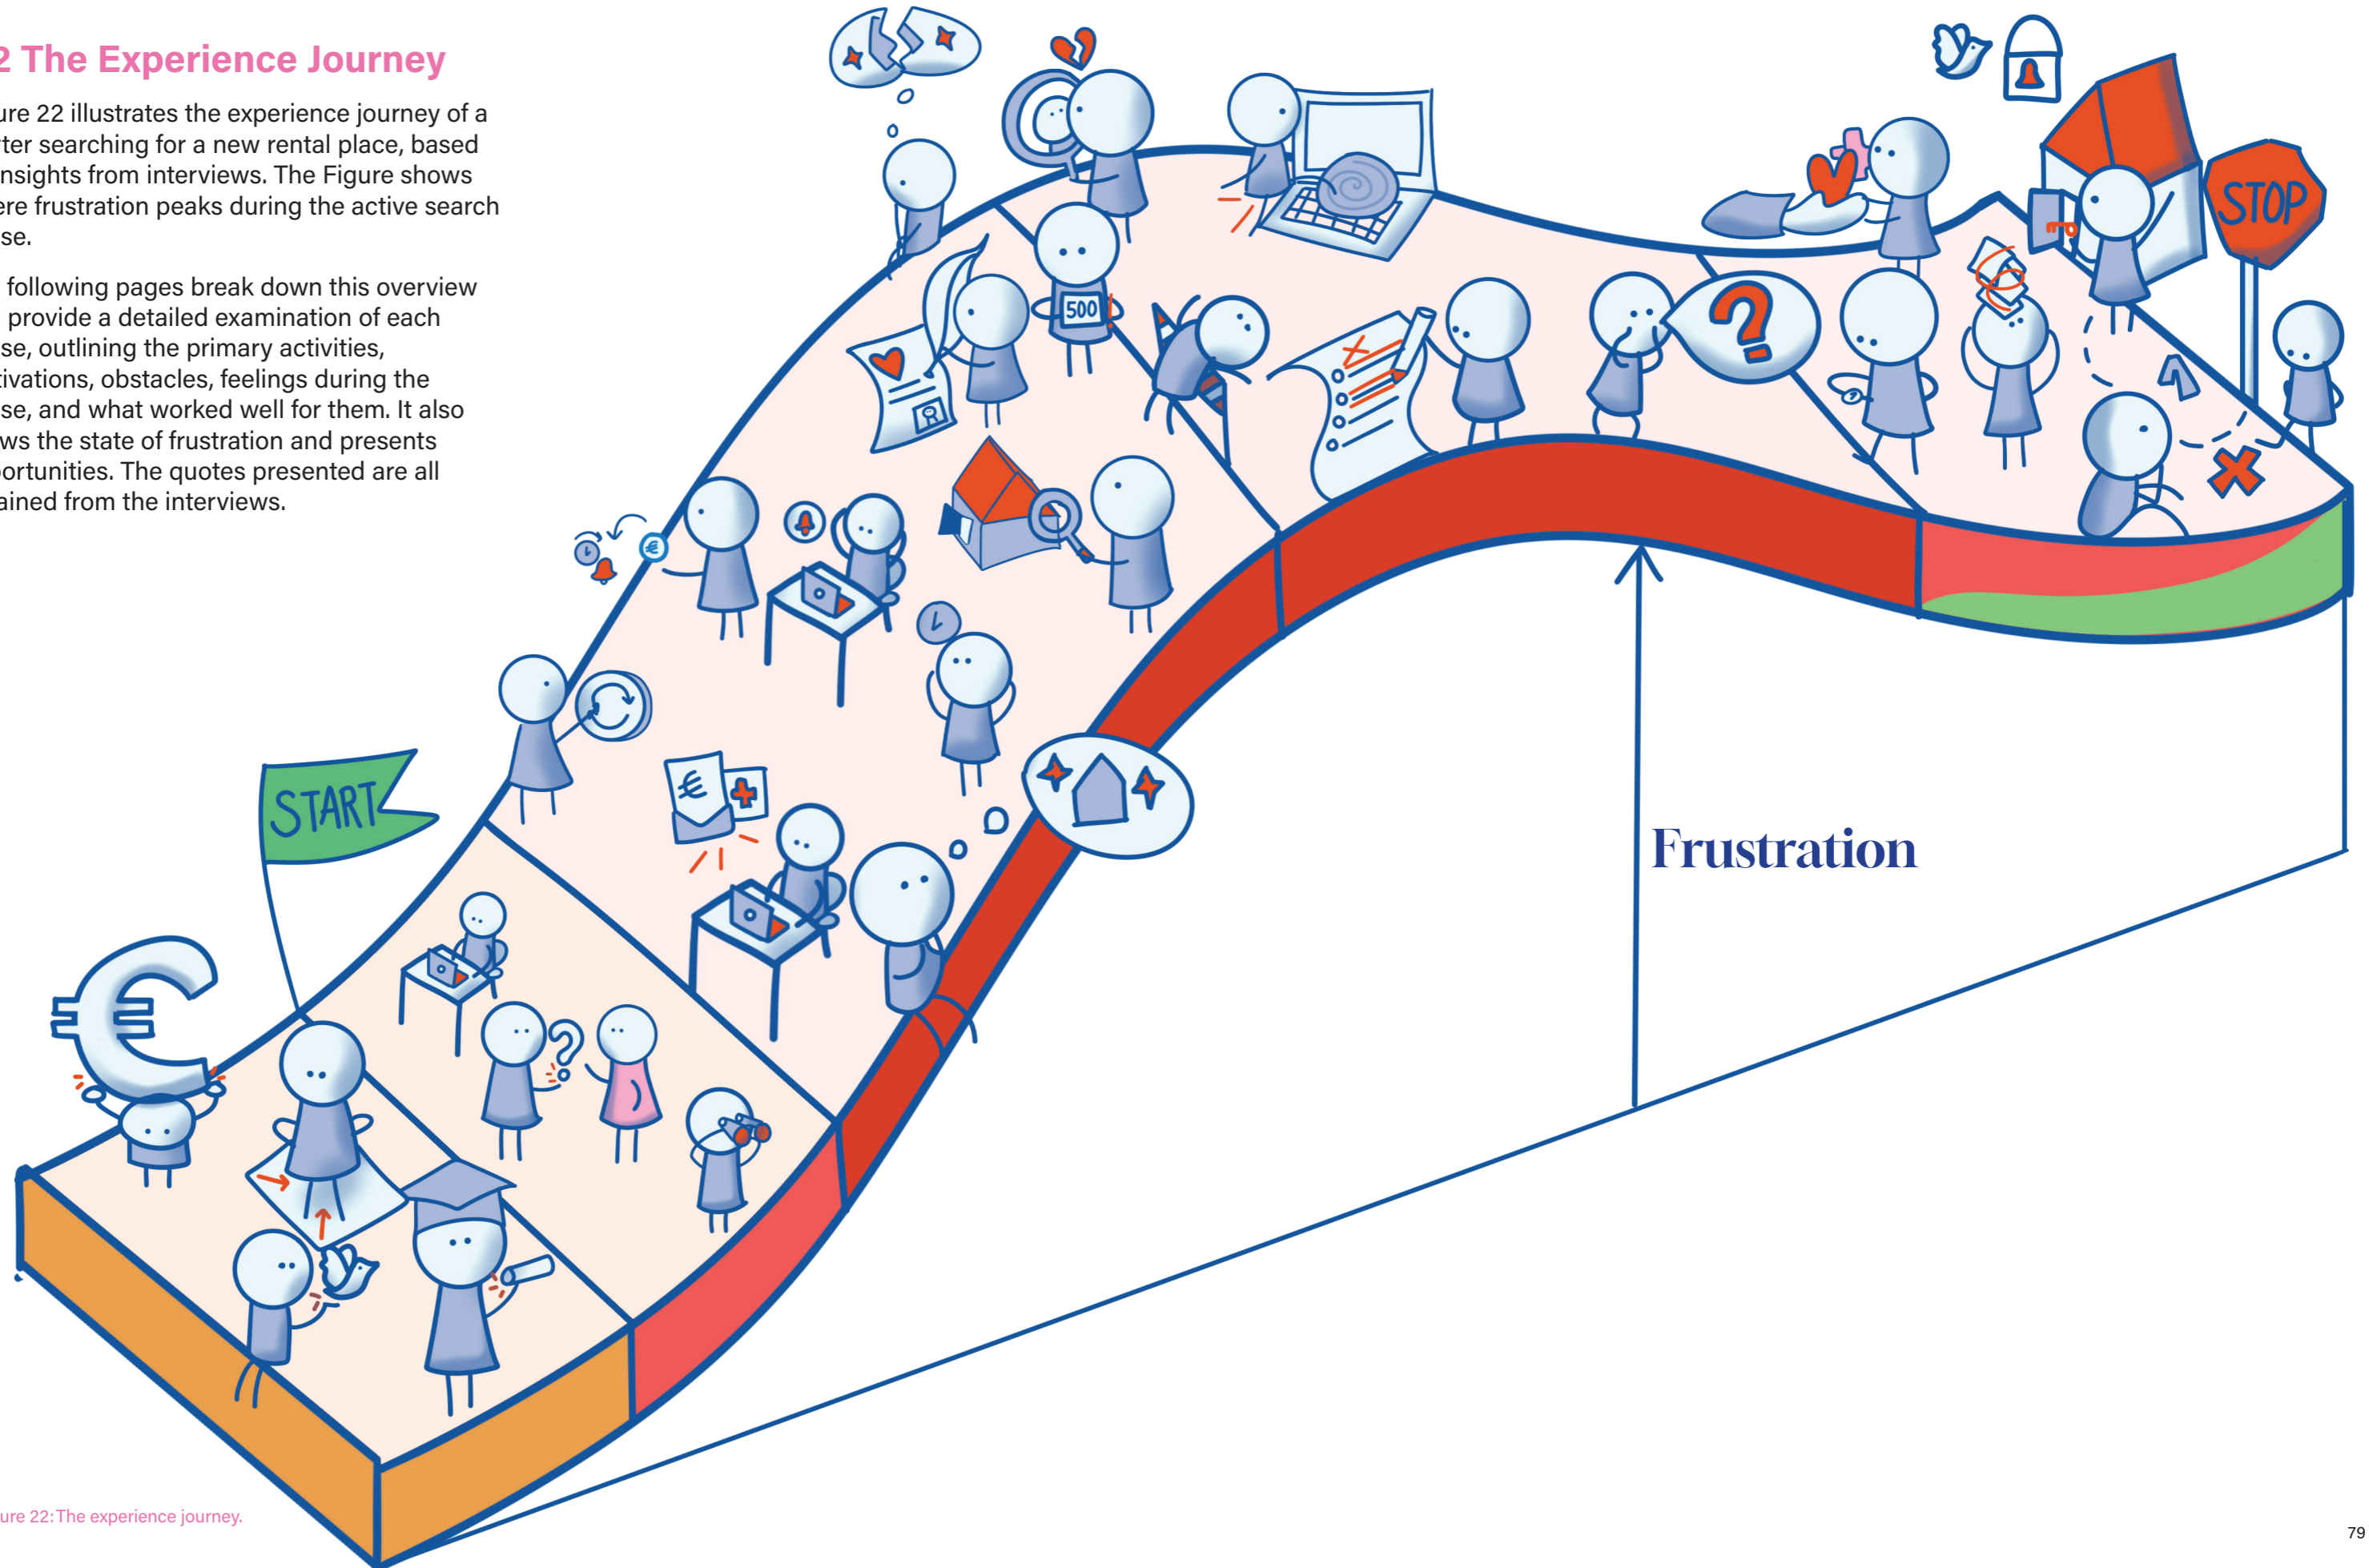 2 The Experience Journey
ure 22 illustrates the experience journey of a
rter searching for a new rental place, based
insights from interviews. The Figure shows
ere frustration peaks during the active search
se.
following pages break down this overview
provide a detailed examination of each
se, outlining the primary activities,
tivations, obstacles, feelings during the
se, and what worked well for them. It also
ws the state of frustration and presents
portunities. The quotes presented are all
ained from the interviews.
STOP
500
€
START
€
Frustration
€
ure 22: The experience journey.
79